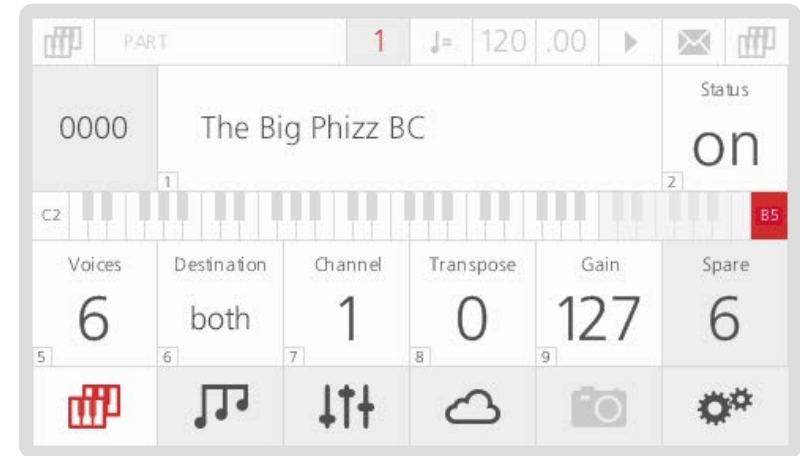 PART 1 ♩= 120 .00
Status
0000 The Big Phizz BC on
1 2
C2 B5
Voices Destination Channel Transpose Gain Spare
6 both 1 0 127 6
5 6 7 8 9